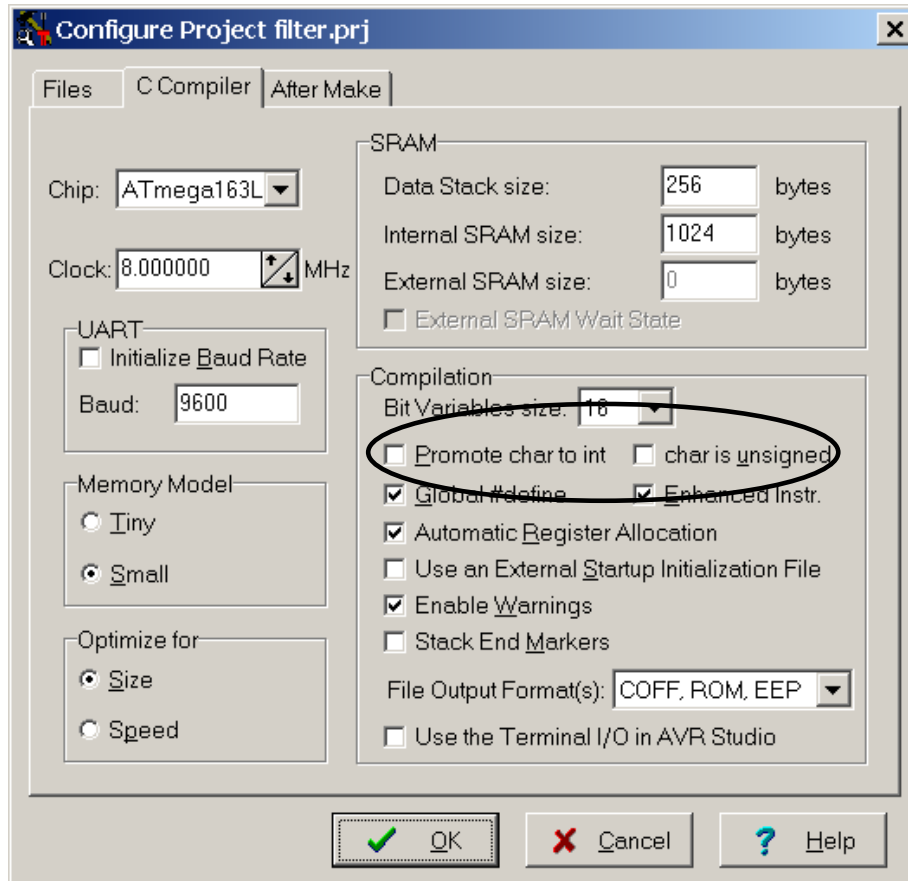 Configure Project filter.prj
Files
C Compiler
After Make
Chip:
ATmega163L
Clock:
8.000000
MHz
UART
Initialize Baud Rate
Baud:
9600
Memory Model
Tiny
Small
Optimize for
Size
Speed
SRAM
Data Stack size:
256
bytes
Internal SRAM size:
1024
bytes
External SRAM size:
0
bytes
External SRAM Wait State
Compilation
Bit Variables size:
16
Promote char to int
char is unsigned
Global #define
Enhanced Instr.
Automatic Register Allocation
Use an External Startup Initialization File
Enable Warnings
Stack End Markers
File Output Format(s):
COFF, ROM, EEP
Use the Terminal I/O in AVR Studio
OK
Cancel
? Help